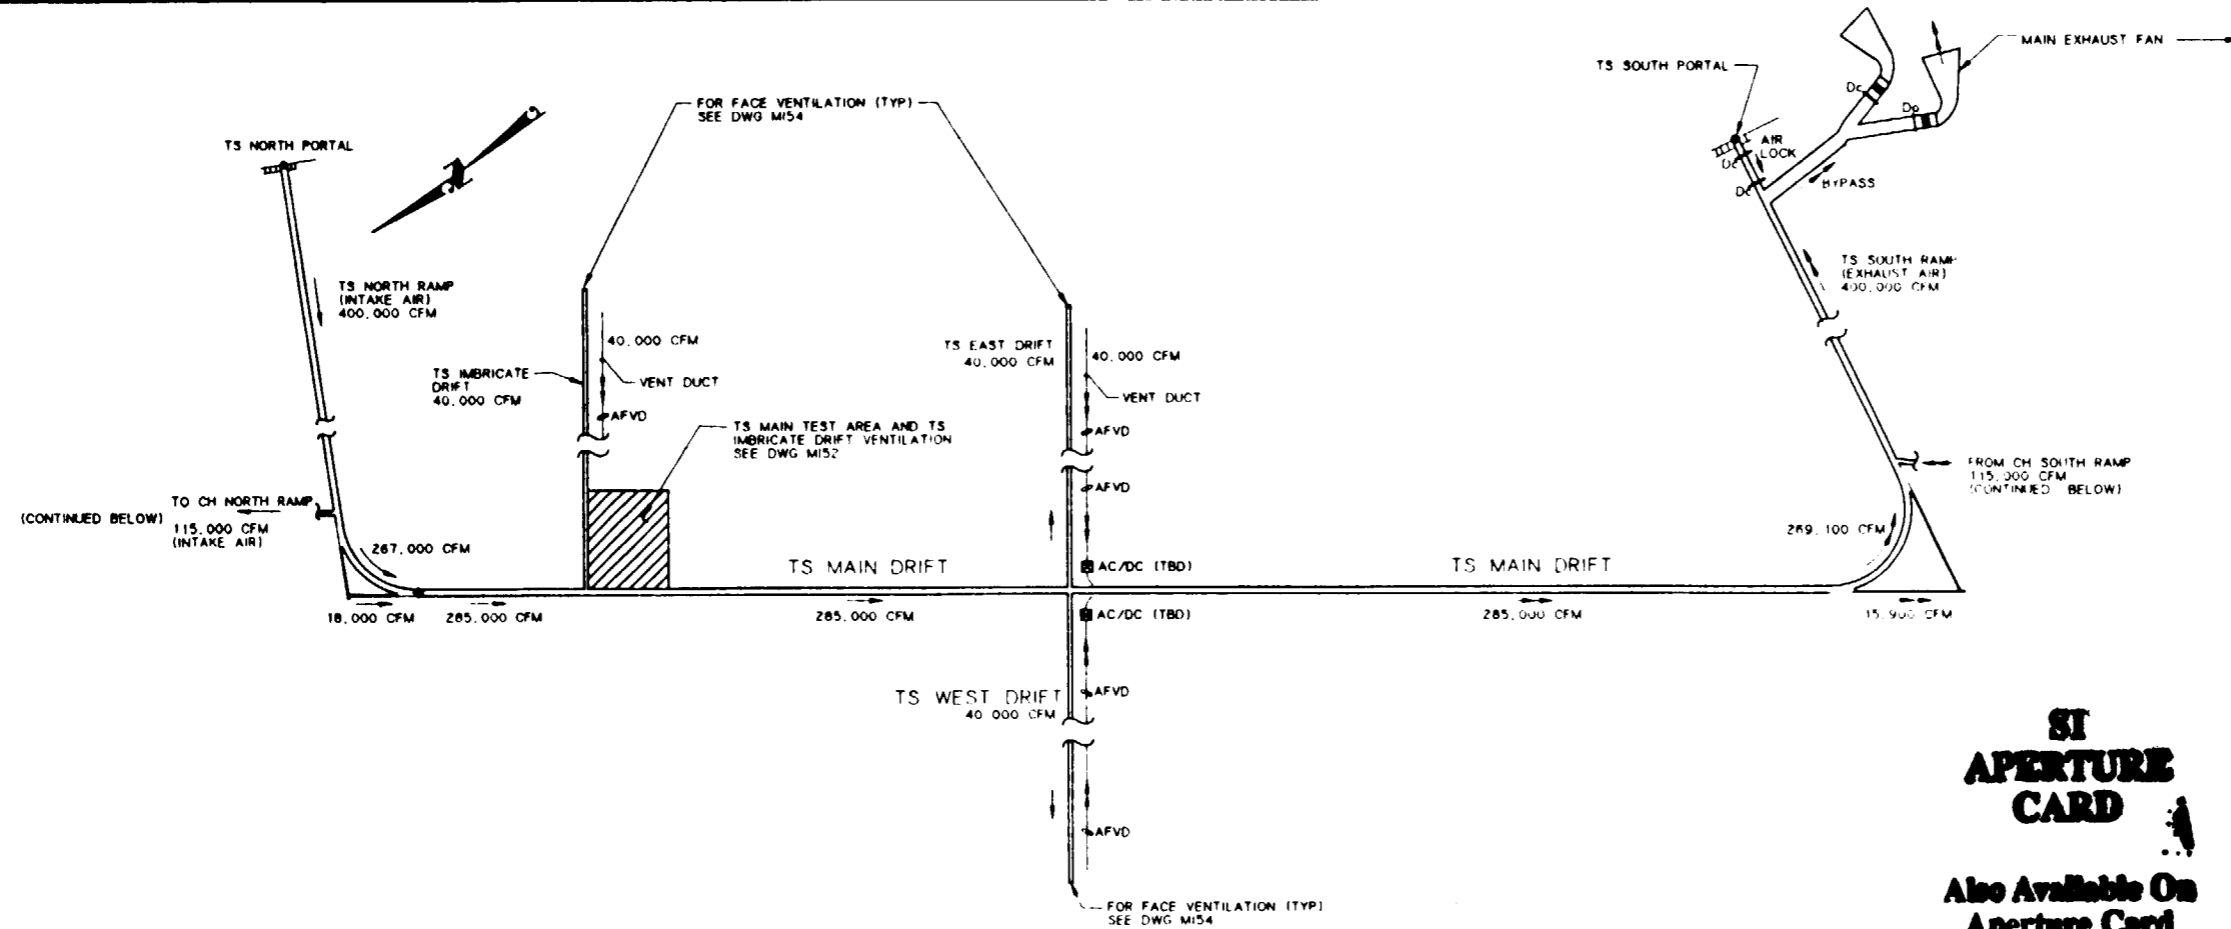 MAIN EXHAUST FAN
TS SOUTH PORTAL
Dc
Do
AIR
LOCK
Dc
Dc
BYPASS
FOR FACE VENTILATION (TYP)
SEE DWG M154
TS NORTH PORTAL
TS NORTH RAMP
(INTAKE AIR)
400,000 CFM
TS SOUTH RAMP
(EXHAUST AIR)
400,000 CFM
40,000 CFM
TS IMBRICATE
DRIFT
40,000 CFM
VENT DUCT
AFVD
TS EAST DRIFT
40,000 CFM
40,000 CFM
VENT DUCT
AFVD
AFVD
TS MAIN TEST AREA AND TS
IMBRICATE DRIFT VENTILATION
SEE DWG M152
FROM CH SOUTH RAMP
115,000 CFM
(CONTINUED BELOW)
TO CH NORTH RAMP
(CONTINUED BELOW)
115,000 CFM
(INTAKE AIR)
267,000 CFM
269,100 CFM
TS MAIN DRIFT
AC/DC (TBD)
TS MAIN DRIFT
18,000 CFM
285,000 CFM
285,000 CFM
AC/DC (TBD)
285,000 CFM
15,900 CFM
TS WEST DRIFT
40,000 CFM
AFVD
AFVD
FOR FACE VENTILATION (TYP)
SEE DWG M154
SI
APERTURE
CARD
Also Available On
Aperture Card